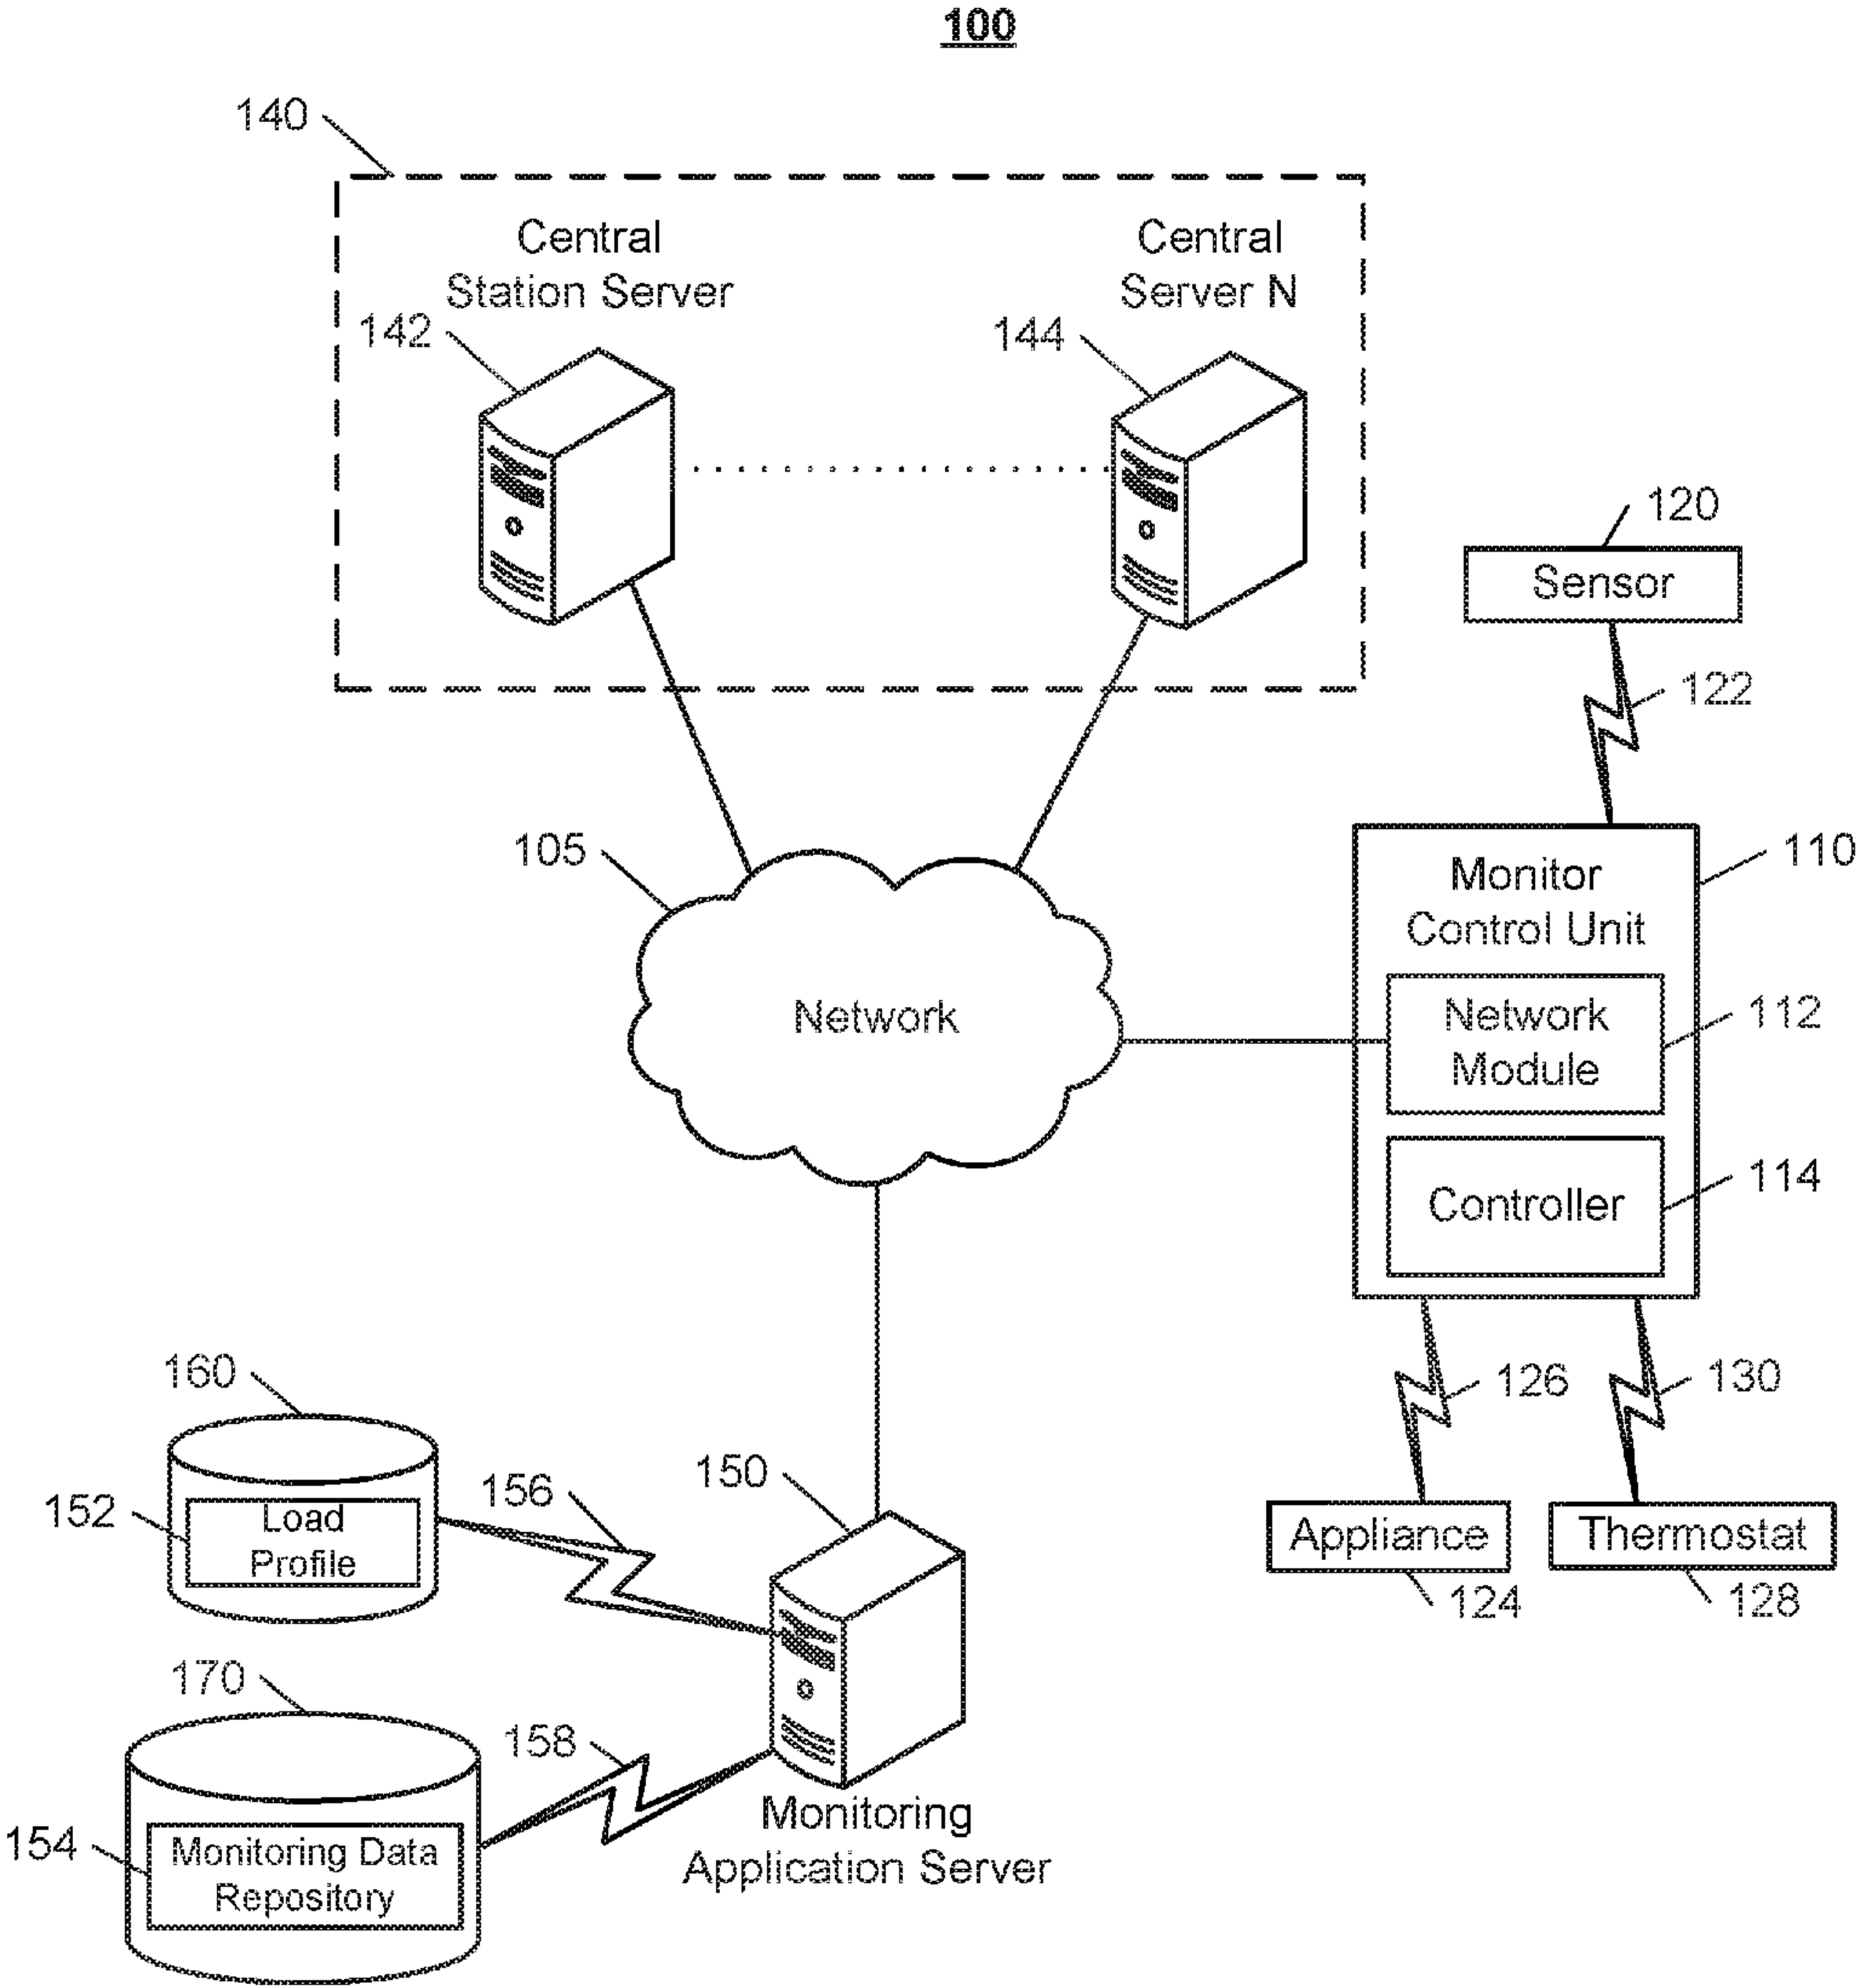 100
140
Central
Station Server
142
Central
Server N
144
120
Sensor
122
105
Network
110
Monitor
Control Unit
Network
Module
112
Controller
114
126
130
Appliance
124
Thermostat
128
160
152
Load
Profile
156
150
170
158
154
Monitoring Data
Repository
Monitoring
Application Server